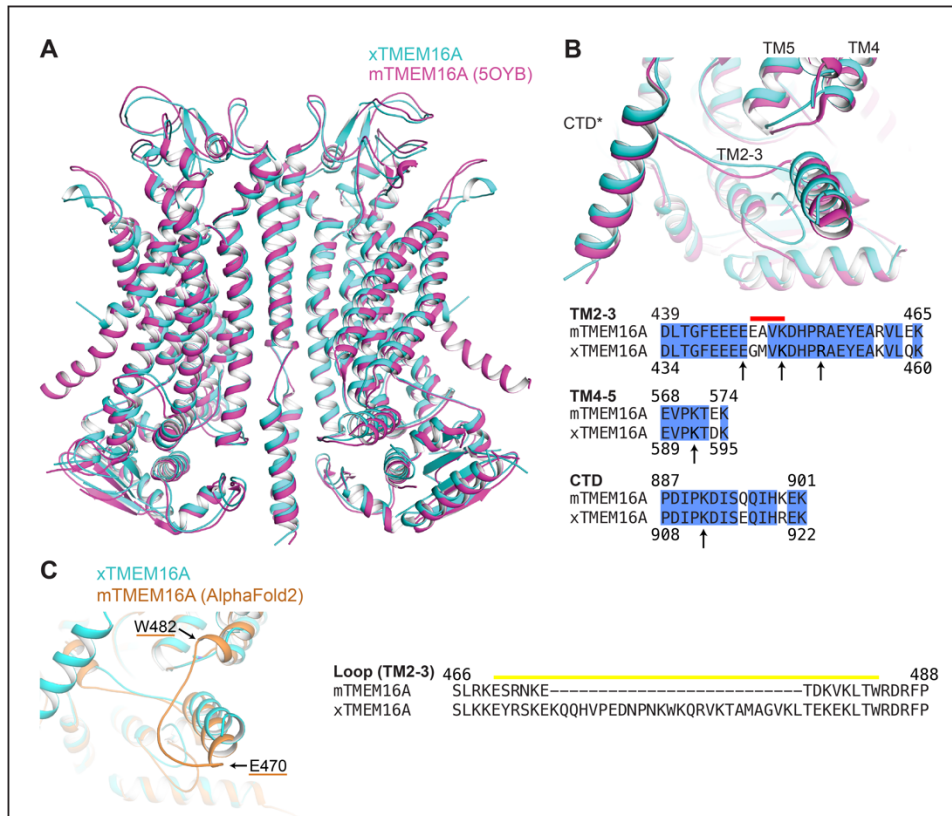 A
xTMEM16A
mTMEM16A (5OYB)
B
TM5
TM4
CTD*
TM2-3
TM2-3
439
465
mTMEM16A
DLTGFEEEEEAVKDHPRAEYEARVLEK
xTMEM16A
DLTGFEEEEGMVKDHPRAEYEAKVLQK
434
460
TM4-5
568
574
mTMEM16A
EVPKTEK
xTMEM16A
EVPKTDK
589
595
CTD
887
901
mTMEM16A
PDIPKDISQQIHKEK
xTMEM16A
PDIPKDISEQIHREK
908
922
C
xTMEM16A
mTMEM16A (AlphaFold2)
W482
E470
Loop (TM2-3)
466
488
mTMEM16A
SLRKESRNKE----------------------------TDKVKLTWRDRFP
xTMEM16A
SLKKEYRSKEKQQHVPEDNPNKWKQRVKTAMAGVKLTEKEKLTWRDRFP